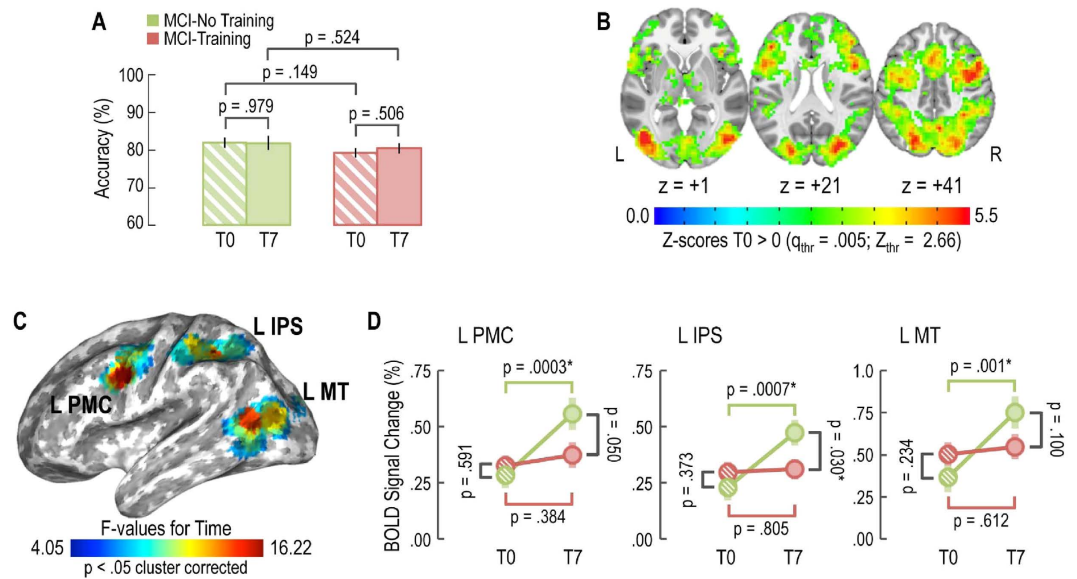 A
MCI-No Training
MCI-Training
p = .524
p = .149
p = .979
p = .506
Accuracy (%)
100
90
80
70
60
T0
T7
T0
T7
B
L
R
z = +1
z = +21
z = +41
0.0
5.5
Z-scores T0 > 0 (qthr = .005; Zthr = 2.66)
C
L IPS
L MT
L PMC
F-values for Time
4.05
16.22
p < .05 cluster corrected
D
BOLD Signal Change (%)
L PMC
.75
.50
.25
.00
p = .0003*
p = .591
p = .050
p = .384
T0
T7
L IPS
.75
.50
.25
.00
p = .0007*
p = .373
p = .030*
p = .805
T0
T7
L MT
1.0
.75
.50
.25
.00
p = .001*
p = .234
p = .100
p = .612
T0
T7